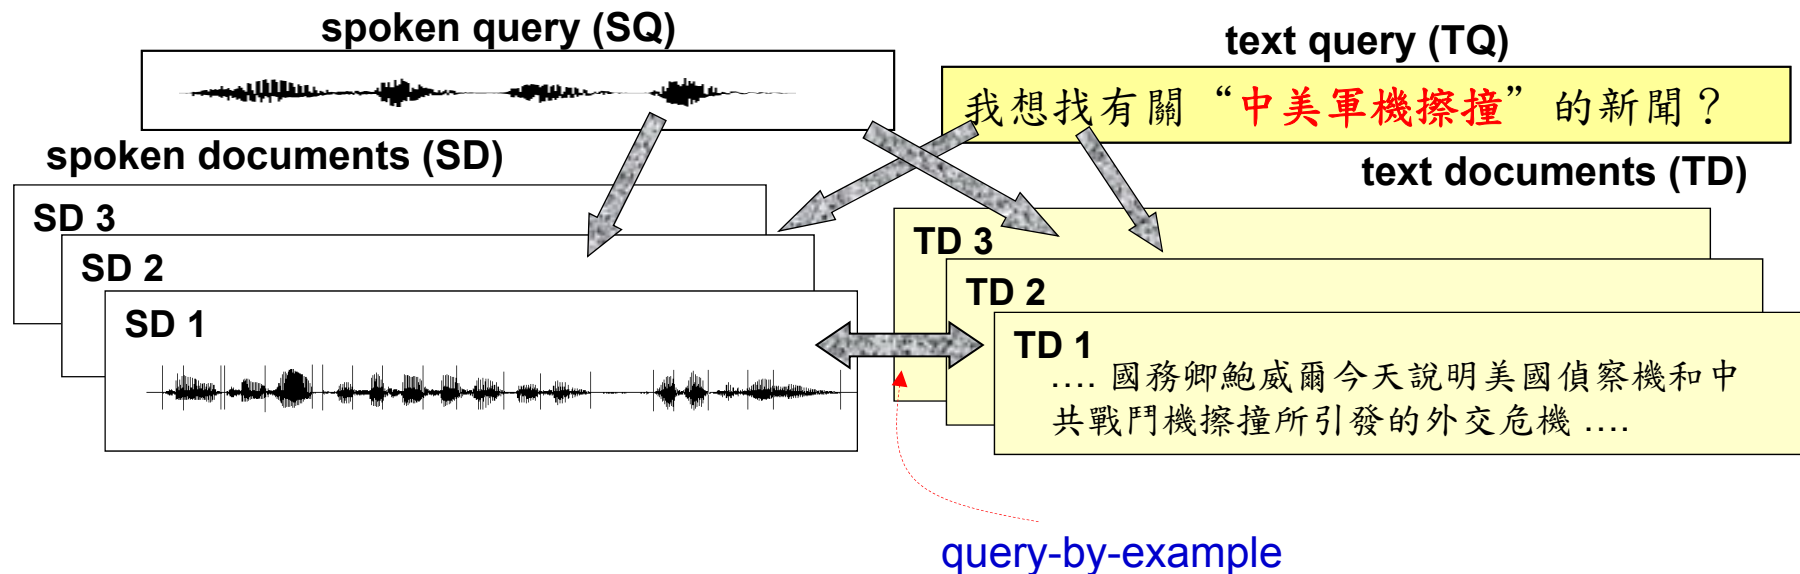 spoken query (SQ)
text query (TQ)
我想找有關“中美軍機擦撞”的新聞？
spoken documents (SD)
text documents (TD)
SD 3
SD 2
SD 1
TD 3
TD 2
TD 1
.... 國務卿鮑威爾今天說明美國偵察機和中
共戰鬥機擦撞所引發的外交危機 ....
query-by-example